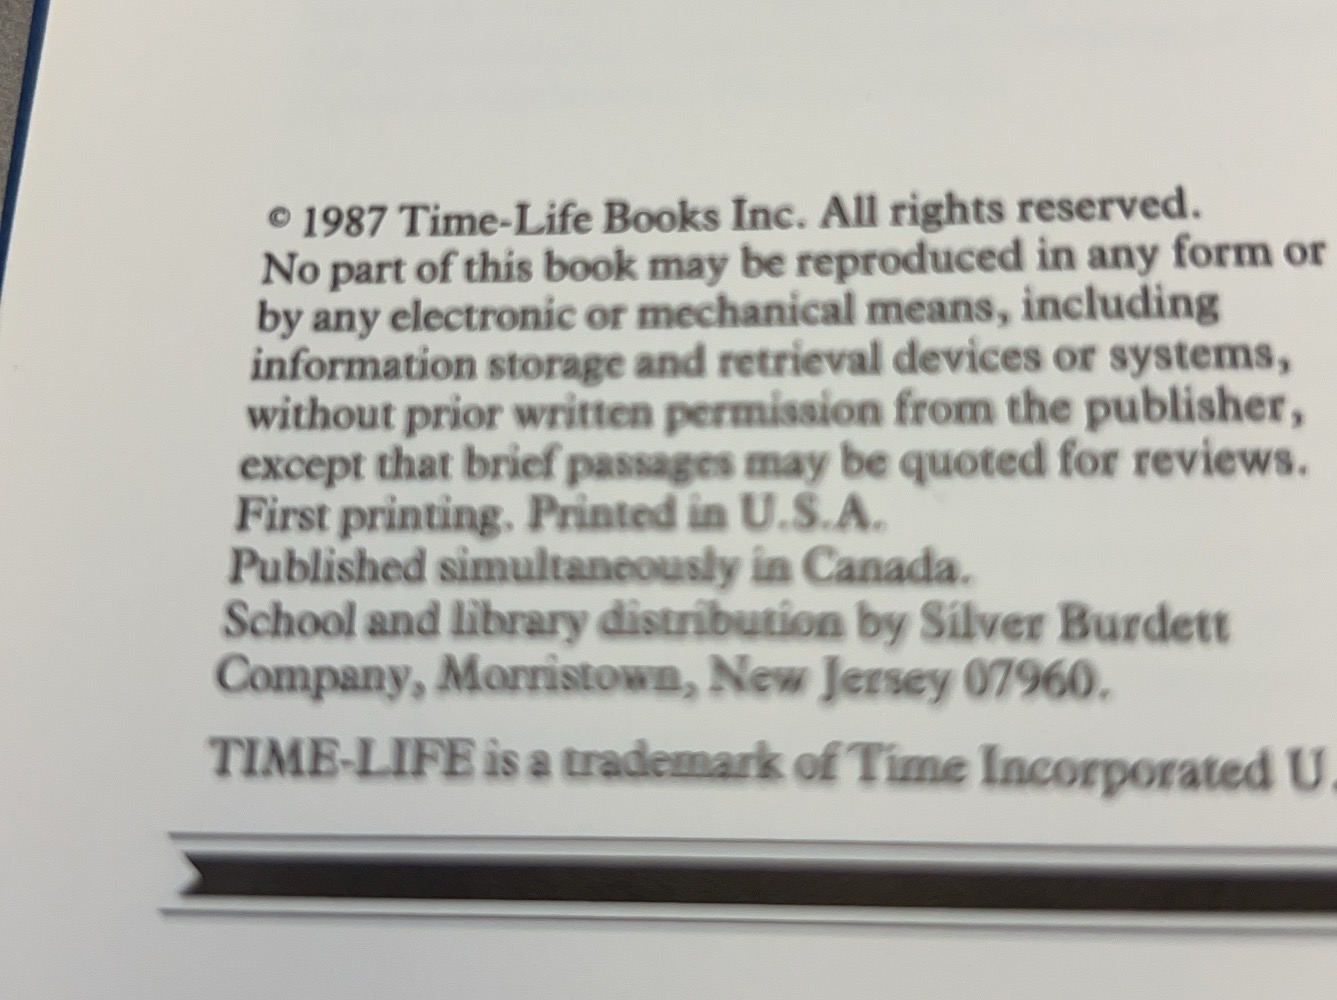 © 1987 Time-Life Books Inc. All rights reserved.
No part of this book may be reproduced in any form or
by any electronic or mechanical means, including
information storage and retrieval devices or systems,
without prior written permission from the publisher,
except that brief passages may be quoted for reviews.
First printing. Printed in U.S.A.
Published simultaneously in Canada.
School and library distribution by Silver Burdett
Company, Morristown, New Jersey 07960.
TIME-LIFE is a trademark of Time Incorporated U.